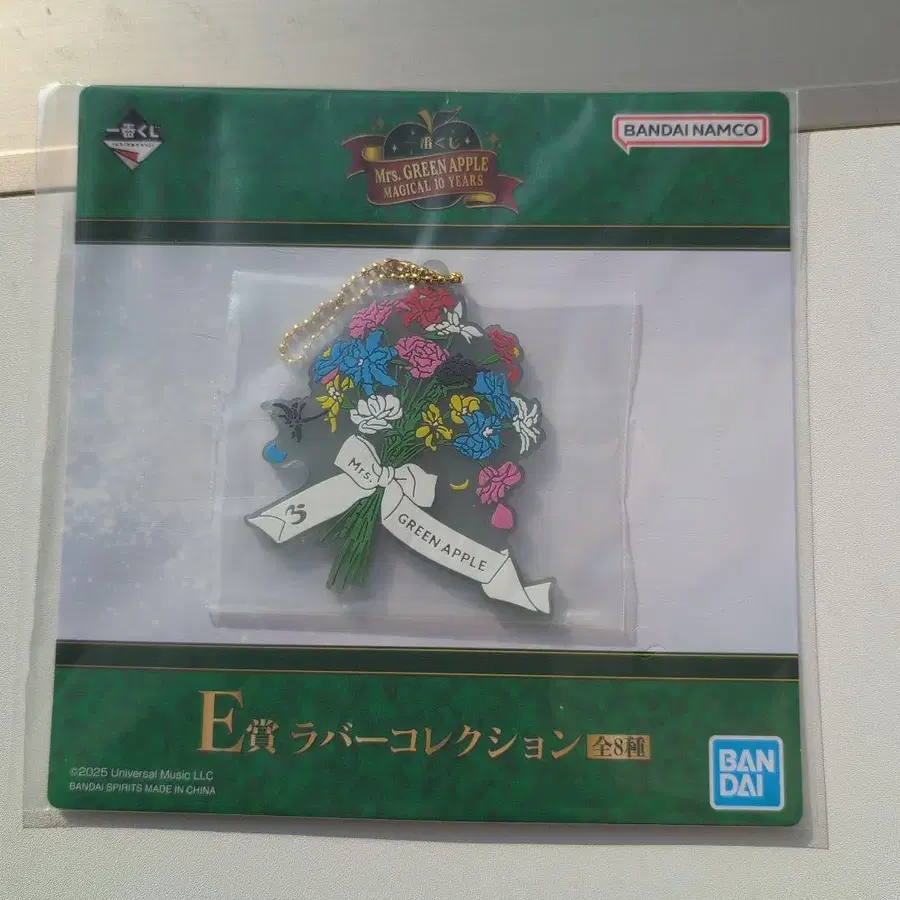 一番くじ
ichiban KUJI
一番くじ
Mrs. GREEN APPLE
MAGICAL 10 YEARS
BANDAI NAMCO
Mrs.
GREEN APPLE
E賞 ラバーコレクション 全8種
©2025 Universal Music LLC
BANDAI SPIRITS MADE IN CHINA
BAN
DAI